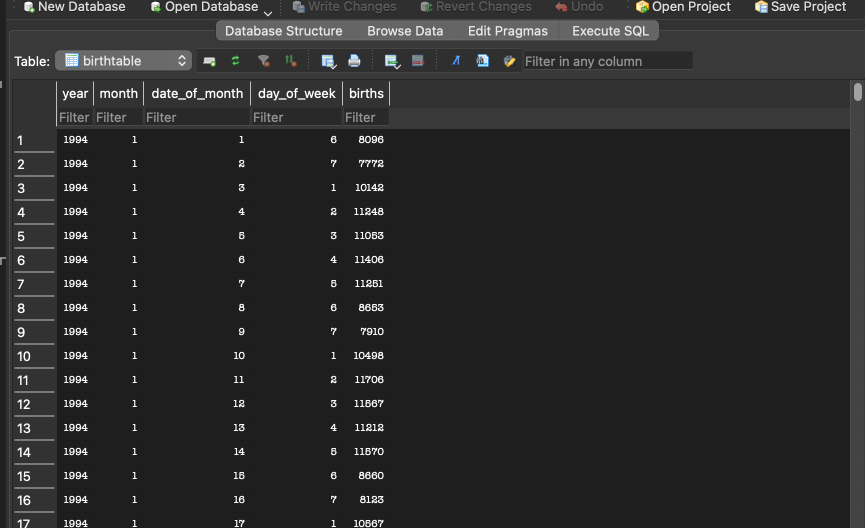 New Database Open Database Write Changes Revert Changes Undo Open Project Save Project
Database Structure Browse Data Edit Pragmas Execute SQL
Table: birthtable Filter in any column
year month date_of_month day_of_week births
Filter Filter Filter Filter Filter
1 1994 1 1 6 8096
2 1994 1 2 7 7772
3 1994 1 3 1 10142
4 1994 1 4 2 11248
5 1994 1 5 3 11053
6 1994 1 6 4 11406
7 1994 1 7 5 11251
8 1994 1 8 6 8653
9 1994 1 9 7 7910
10 1994 1 10 1 10498
11 1994 1 11 2 11706
12 1994 1 12 3 11567
13 1994 1 13 4 11212
14 1994 1 14 5 11570
15 1994 1 15 6 8660
16 1994 1 16 7 8123
17 1994 1 17 1 10567